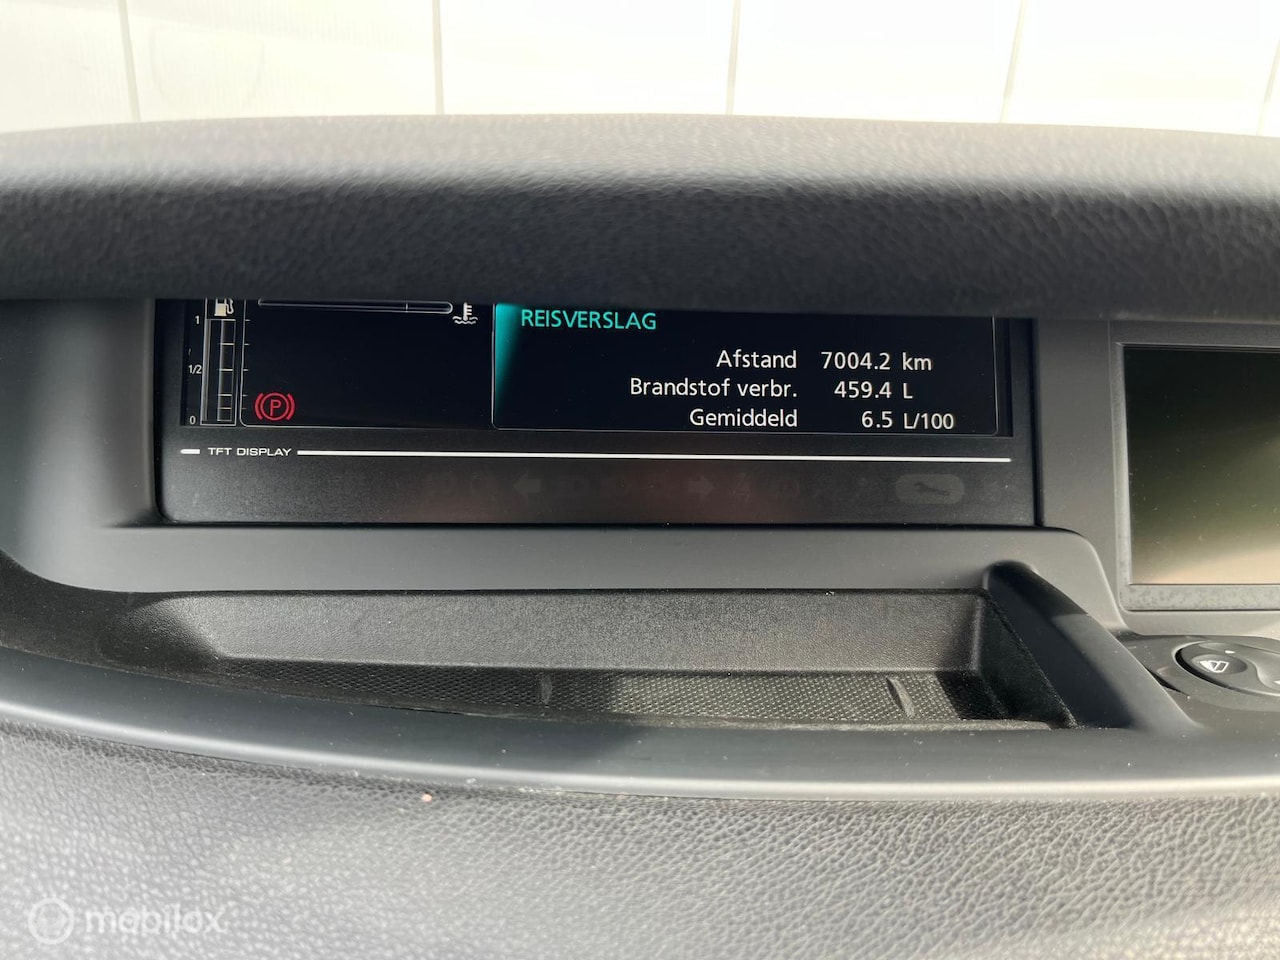 REISVERSLAG
Afstand 7004.2 km
Brandstof verbr. 459.4 L
Gemiddeld 6.5 L/100
1
1/2
0
P
TFT DISPLAY
mobilox